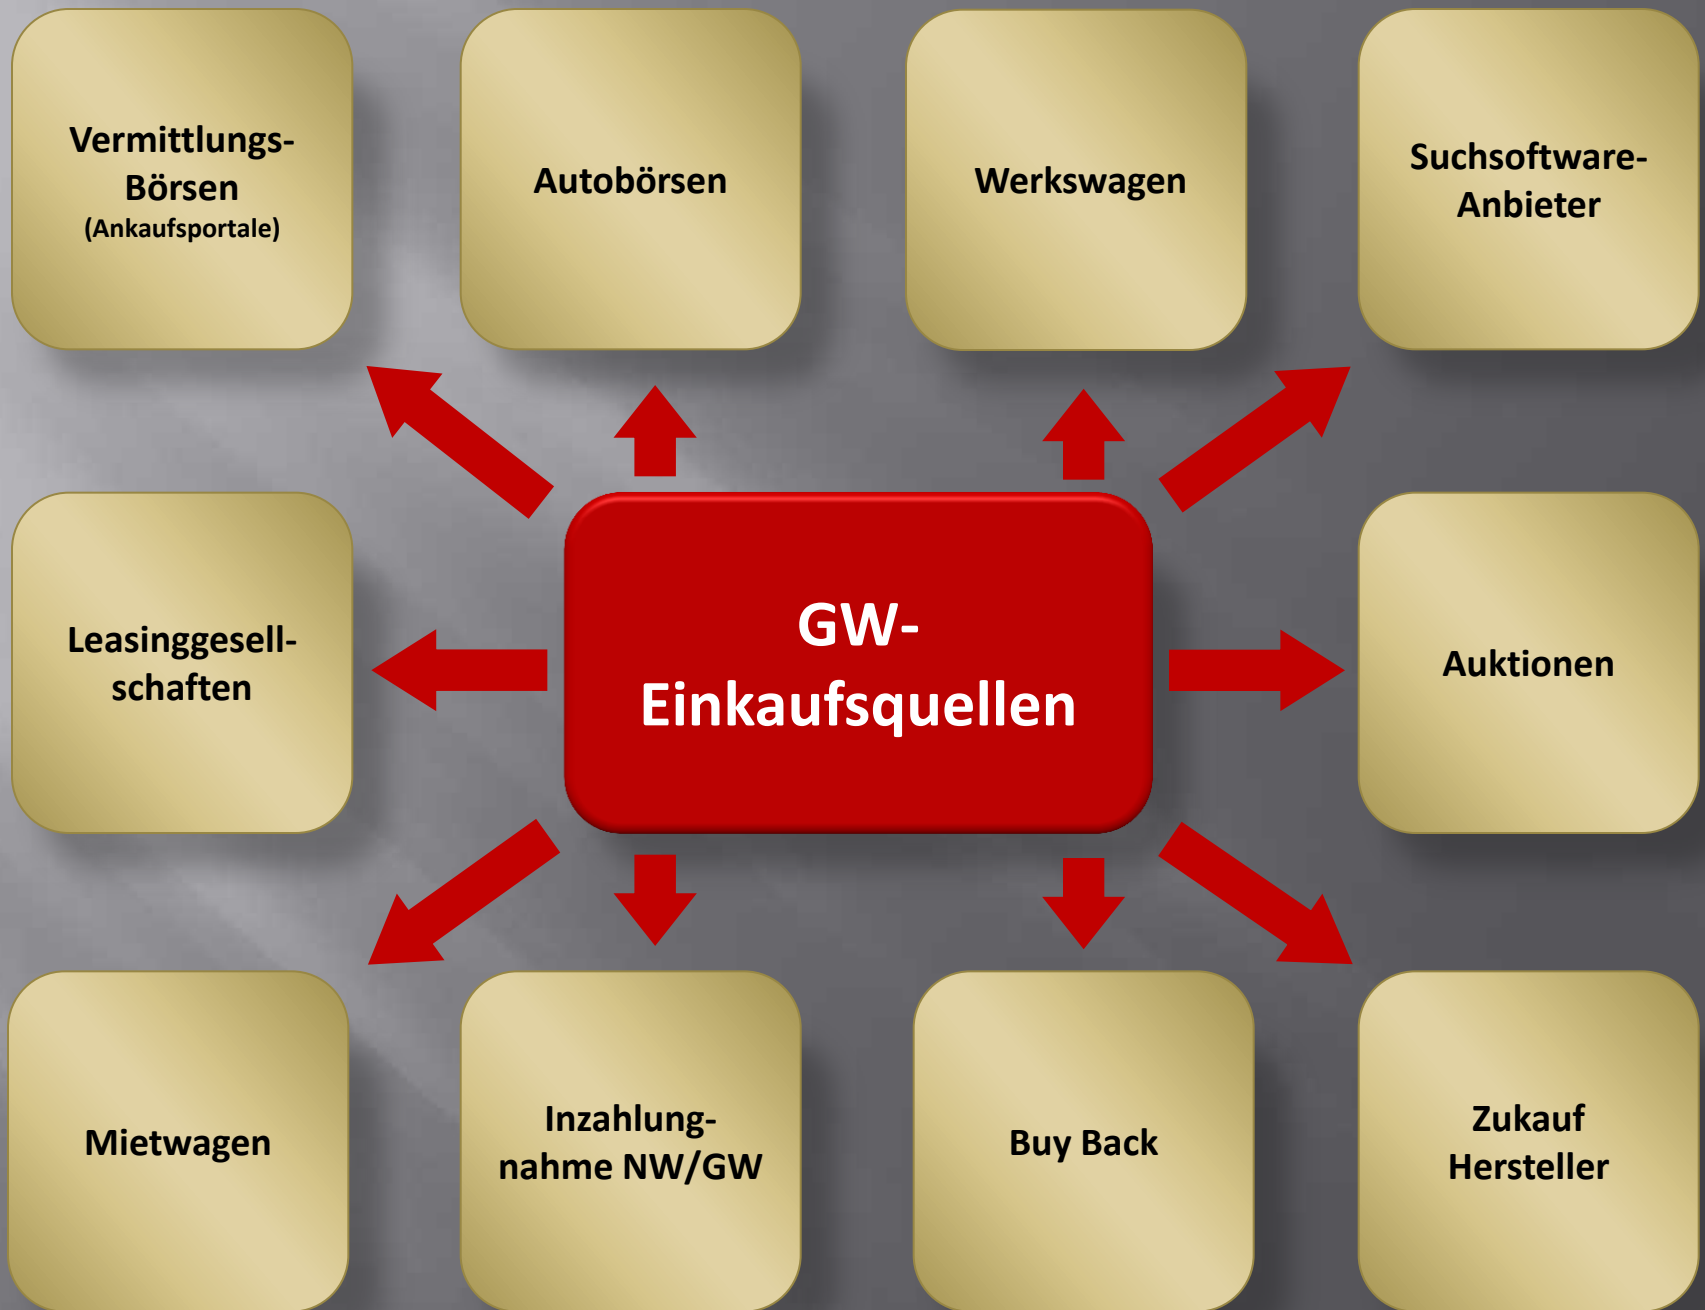 Vermittlungs-
Börsen
(Ankaufsportale)
Autobörsen
Werkswagen
Suchsoftware-
Anbieter
Leasinggesell-
schaften
GW-
Einkaufsquellen
Auktionen
Mietwagen
Inzahlung-
nahme NW/GW
Buy Back
Zukauf
Hersteller